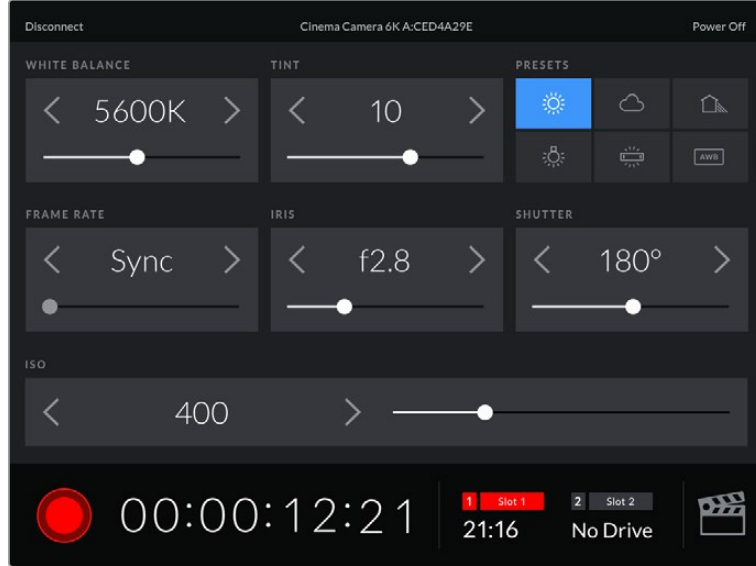 Disconnect Cinema Camera 6K A:CED4A29E Power Off
WHITE BALANCE TINT PRESETS
5600K 10
AWB
FRAME RATE IRIS SHUTTER
Sync f2.8 180°
ISO
400
00:00:12:21 1 Slot 1 2 Slot 2
21:16 No Drive